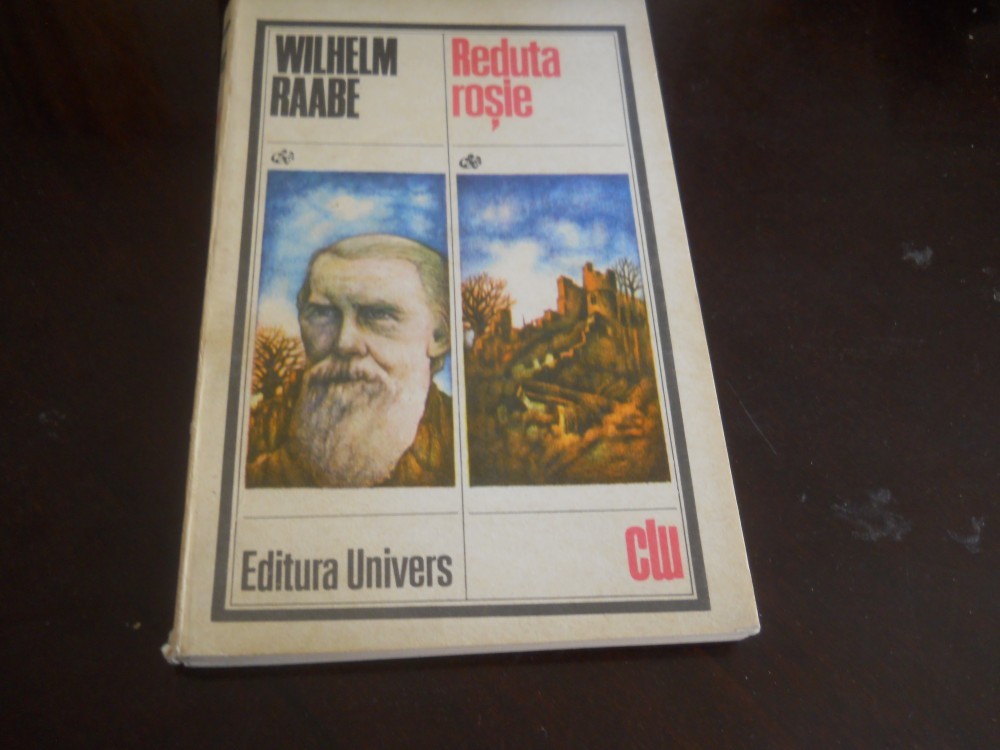 WILHELM
RAABE
Reduta
roșie
Editura Univers
clu